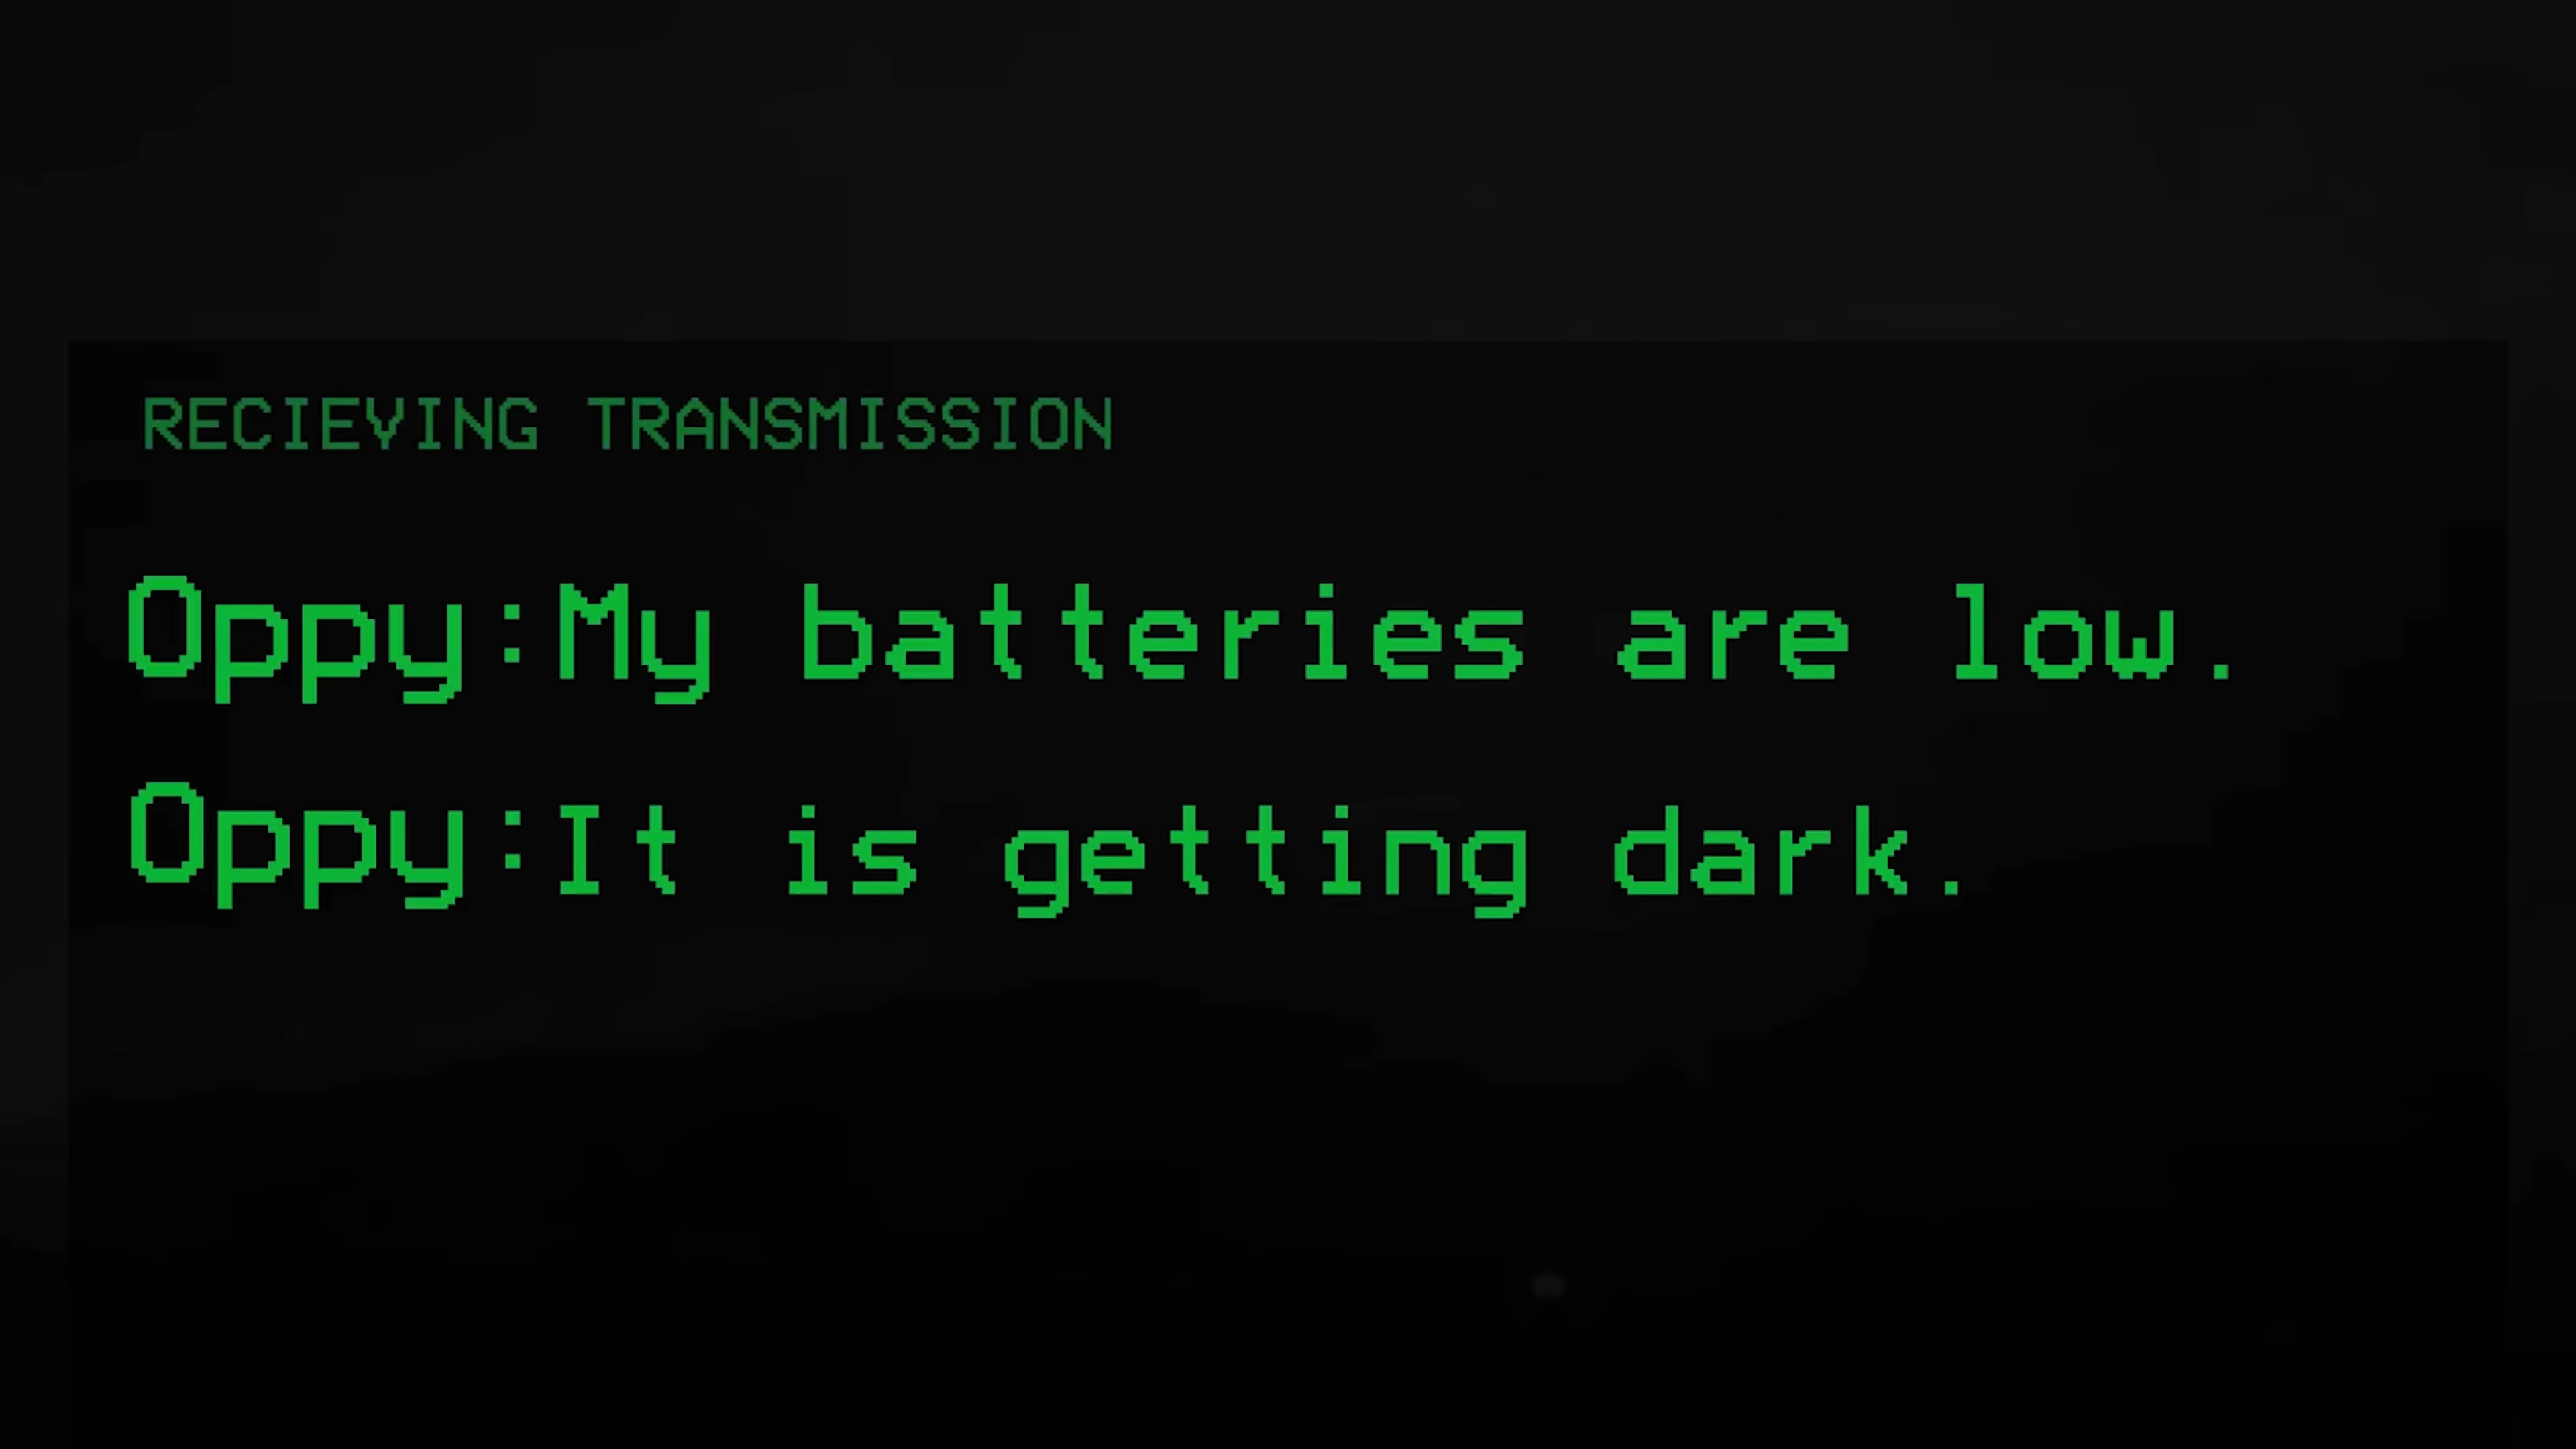 RECIEVING TRANSMISSION
Oppy:My batteries are low.
Oppy:It is getting dark.